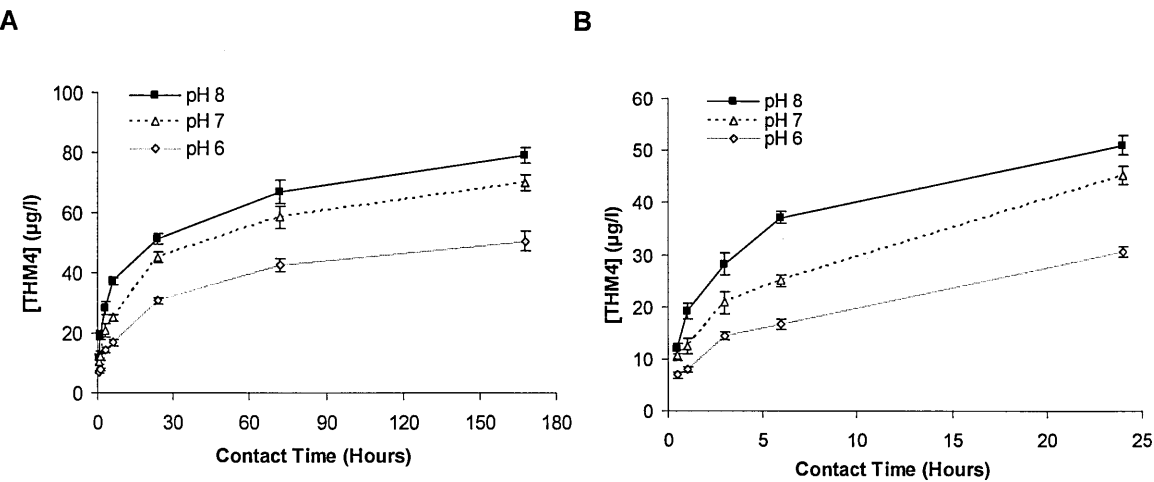 A
B
100
80
60
40
20
0
[THM4] (µg/l)
pH 8
pH 7
pH 6
0 30 60 90 120 150 180
Contact Time (Hours)
60
50
40
30
20
10
0
[THM4] (µg/l)
pH 8
pH 7
pH 6
0 5 10 15 20 25
Contact Time (Hours)